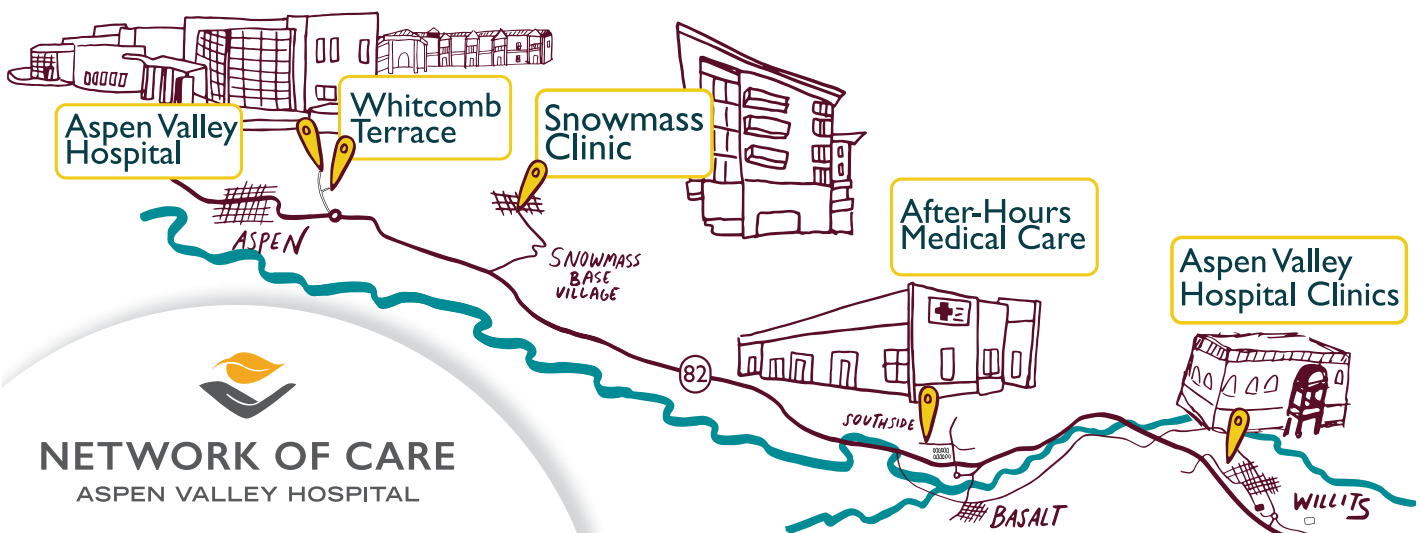 Aspen Valley
Hospital
Whitcomb
Terrace
Snowmass
Clinic
After-Hours
Medical Care
Aspen Valley
Hospital Clinics
ASPEN
SNOWMASS
BASE
VILLAGE
82
SOUTHSIDE
BASALT
WILLITS
NETWORK OF CARE
ASPEN VALLEY HOSPITAL